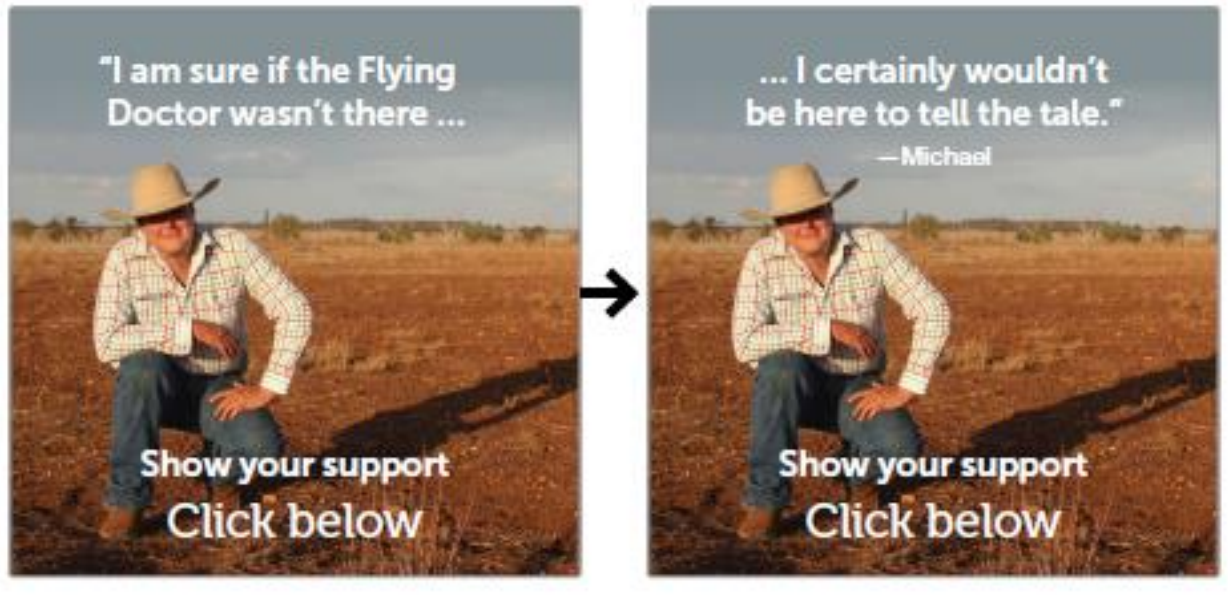 “I am sure if the Flying
Doctor wasn’t there ...
Show your support
Click below
... I certainly wouldn’t
be here to tell the tale.”
—Michael
Show your support
Click below